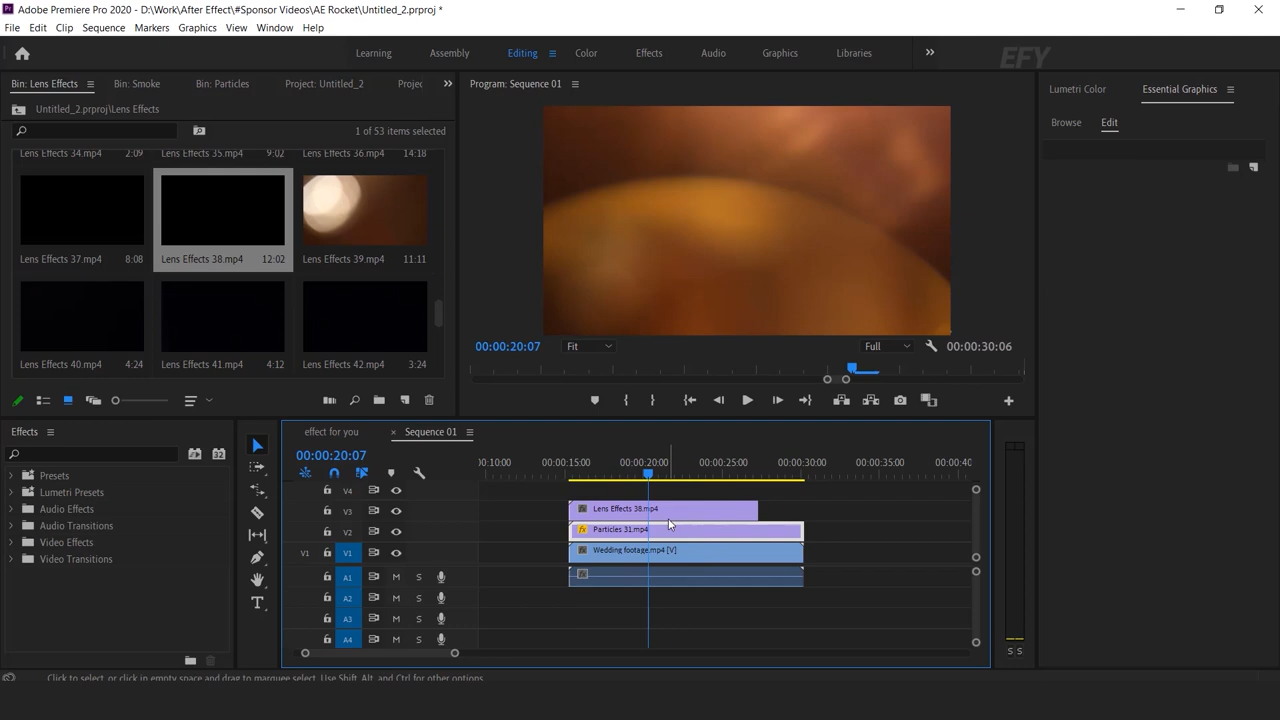 Adobe Premiere Pro 2020 - D:\Work\After Effect\#Sponsor Videos\AE Rocket\Untitled_2.prproj *
File Edit Clip Sequence Markers Graphics View Window Help
Learning Assembly Editing Color Effects Audio Graphics Libraries
EFY
Bin: Lens Effects Bin: Smoke Bin: Particles Project: Untitled_2 Projec
Untitled_2.prproj\Lens Effects
1 of 53 items selected
Lens Effects 34.mp4 2:09 Lens Effects 35.mp4 9:02 Lens Effects 36.mp4 14:18
Lens Effects 37.mp4 8:08 Lens Effects 38.mp4 12:02 Lens Effects 39.mp4 11:11
Lens Effects 40.mp4 4:24 Lens Effects 41.mp4 4:12 Lens Effects 42.mp4 3:24
Program: Sequence 01
00:00:20:07 Fit Full 00:00:30:06
Lumetri Color Essential Graphics
Browse Edit
Effects
Presets
Lumetri Presets
Audio Effects
Audio Transitions
Video Effects
Video Transitions
effect for you × Sequence 01
00:00:20:07
:00:10:00 00:00:15:00 00:00:20:00 00:00:25:00 00:00:30:00 00:00:35:00 00:00:40
V4
V3 Lens Effects 38.mp4
V2 Particles 31.mp4
V1 V1 Wedding footage.mp4 [V]
A1 M S
A2 M S
A3 M S
A4 M S
S S
Click to select, or click in empty space and drag to marquee select. Use Shift, Alt, and Ctrl for other options.